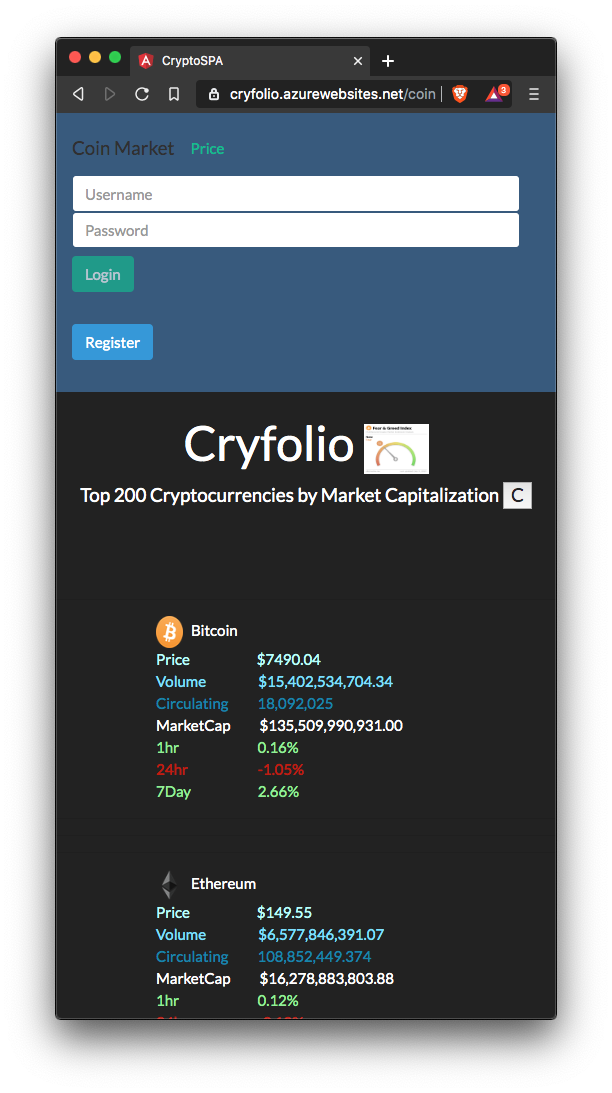 CryptoSPA
cryfolio.azurewebsites.net/coin
3
Coin Market Price
Username
Password
Login
Register
Cryfolio
Fear & Greed Index
Top 200 Cryptocurrencies by Market Capitalization C
Bitcoin
Price $7490.04
Volume $15,402,534,704.34
Circulating 18,092,025
MarketCap $135,509,990,931.00
1hr 0.16%
24hr -1.05%
7Day 2.66%
Ethereum
Price $149.55
Volume $6,577,846,391.07
Circulating 108,852,449.374
MarketCap $16,278,883,803.88
1hr 0.12%